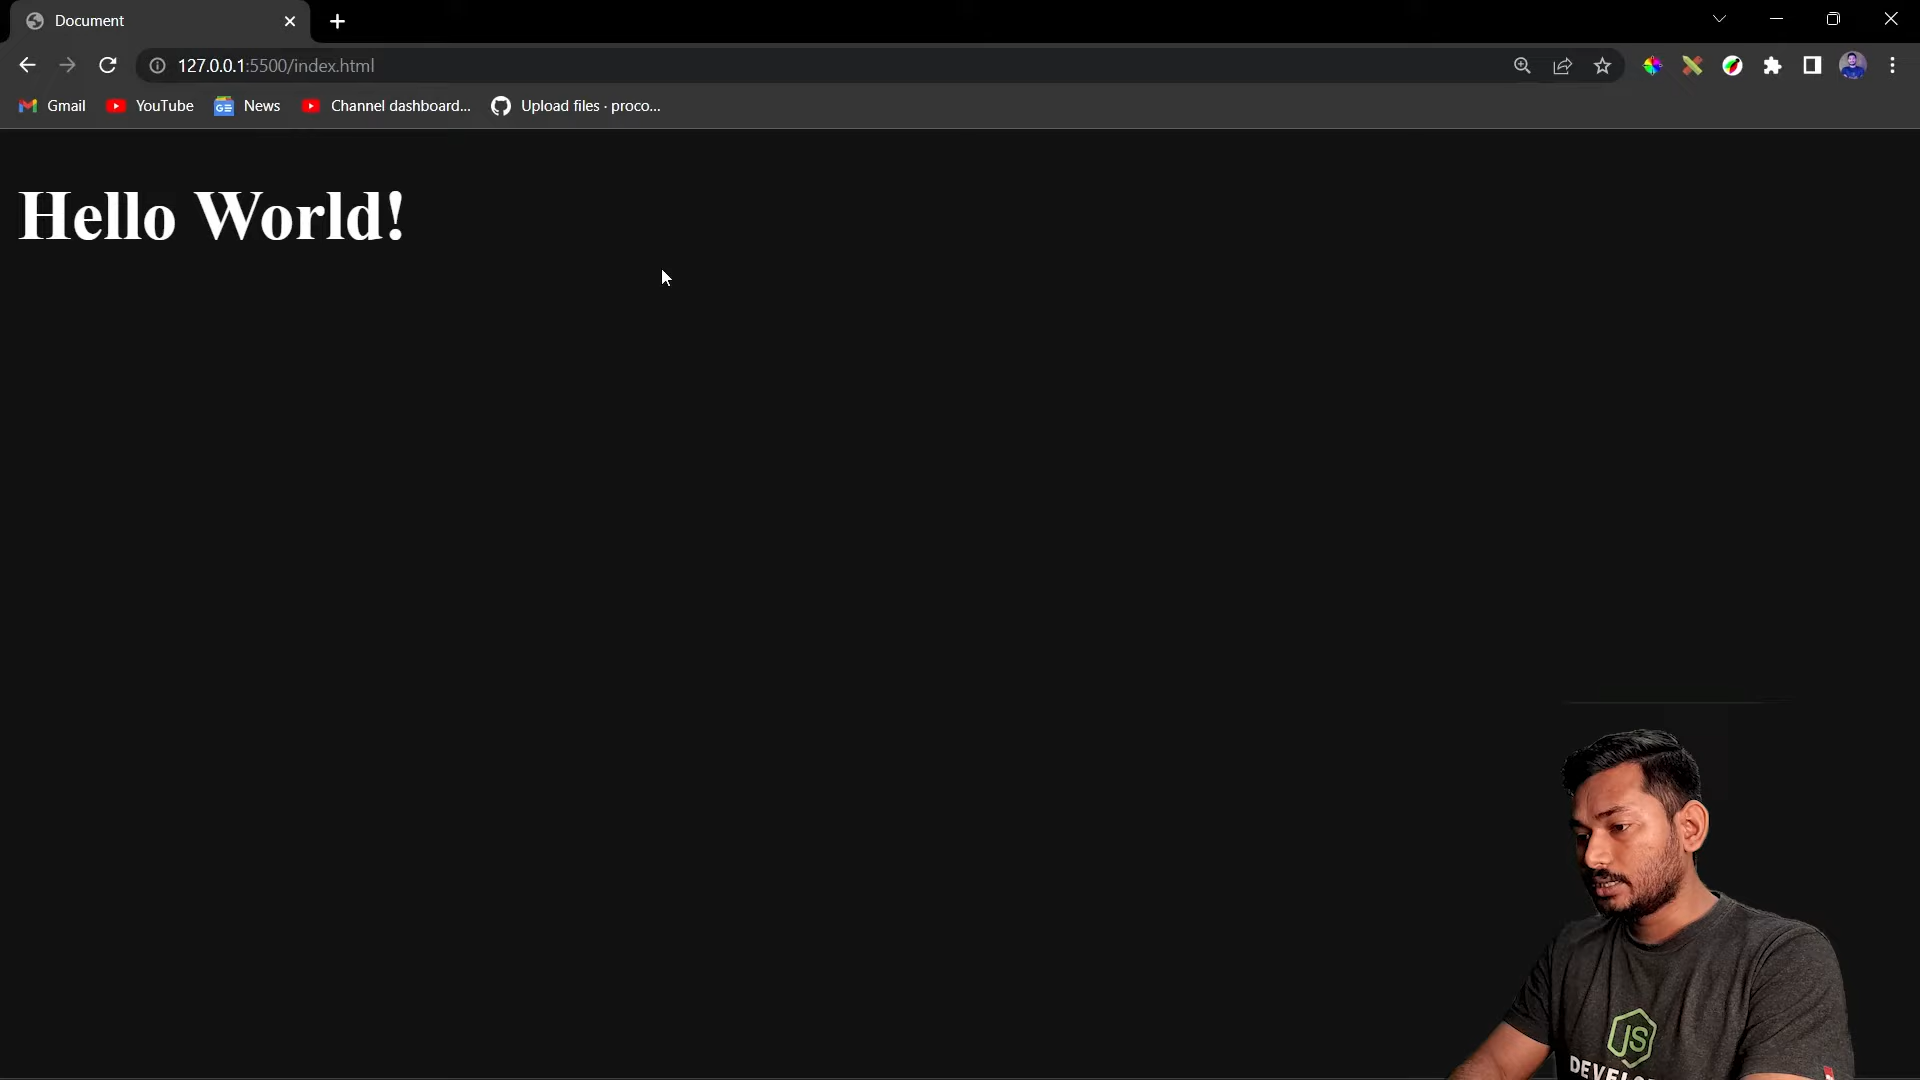 Document
127.0.0.1:5500/index.html
Gmail YouTube News Channel dashboard... Upload files · proco...
Hello World!
JS
DEVELO